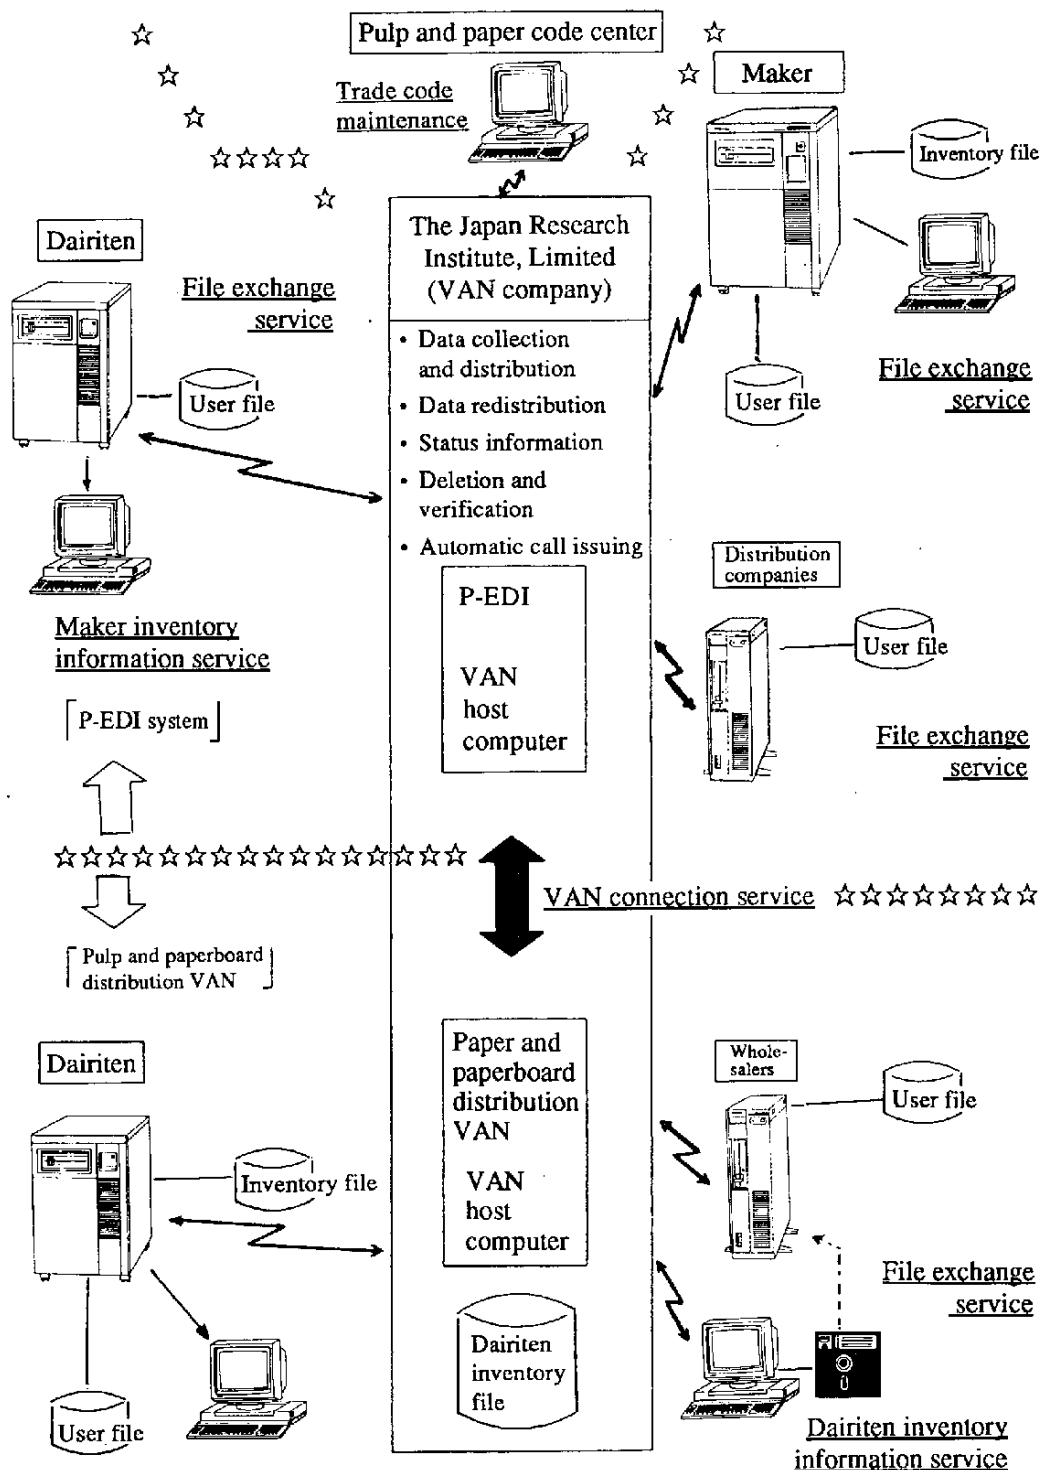 Pulp and paper code center
Trade code
maintenance
Maker
Inventory file
User file
File exchange
service
Dairiten
File exchange
service
User file
Maker inventory
information service
The Japan Research
Institute, Limited
(VAN company)
• Data collection
and distribution
• Data redistribution
• Status information
• Deletion and
verification
• Automatic call issuing
P-EDI
VAN
host
computer
Distribution
companies
User file
File exchange
service
P-EDI system
VAN connection service
Pulp and paperboard
distribution VAN
Dairiten
Inventory file
User file
Paper and
paperboard
distribution
VAN
VAN
host
computer
Dairiten
inventory
file
Whole-
salers
User file
File exchange
service
Dairiten inventory
information service